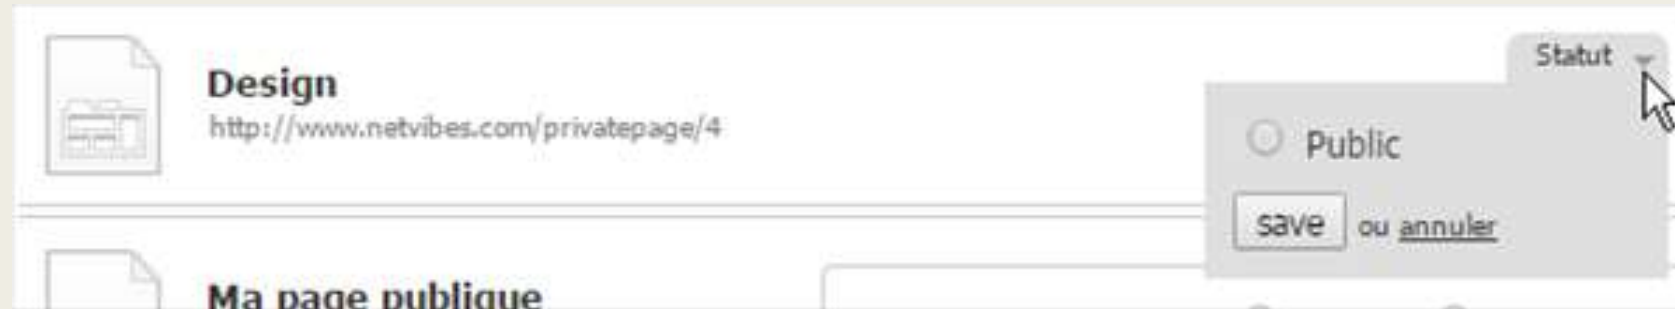 Design
http://www.netvibes.com/privatepage/4
Statut
Public
save ou annuler
Ma page publique